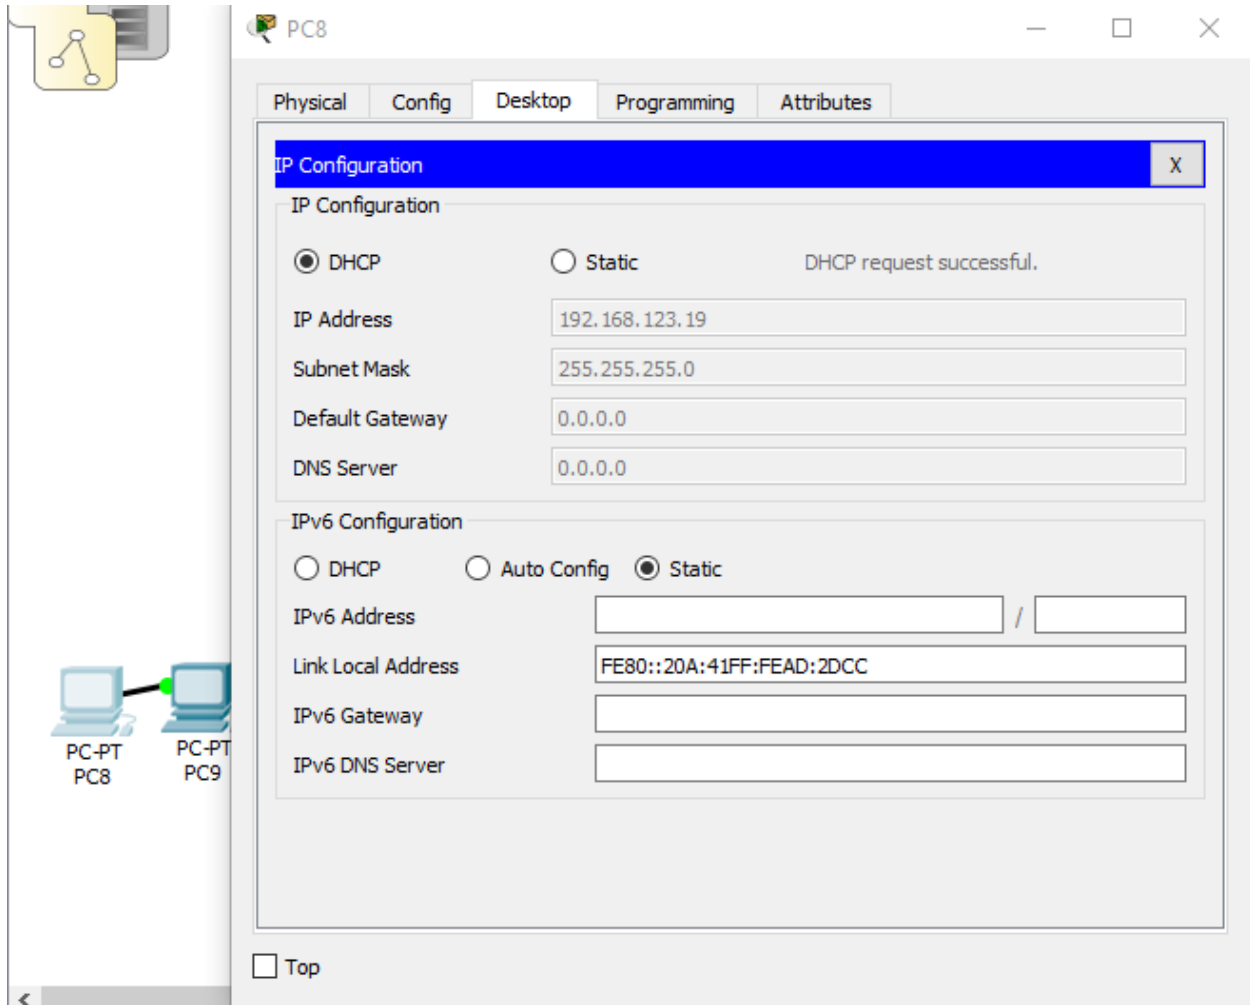 PC8
Physical Config Desktop Programming Attributes
IP Configuration X
IP Configuration
DHCP Static DHCP request successful.
IP Address 192.168.123.19
Subnet Mask 255.255.255.0
Default Gateway 0.0.0.0
DNS Server 0.0.0.0
IPv6 Configuration
DHCP Auto Config Static
IPv6 Address /
Link Local Address FE80::20A:41FF:FEAD:2DCC
IPv6 Gateway
IPv6 DNS Server
Top
PC-PT
PC8
PC-PT
PC9